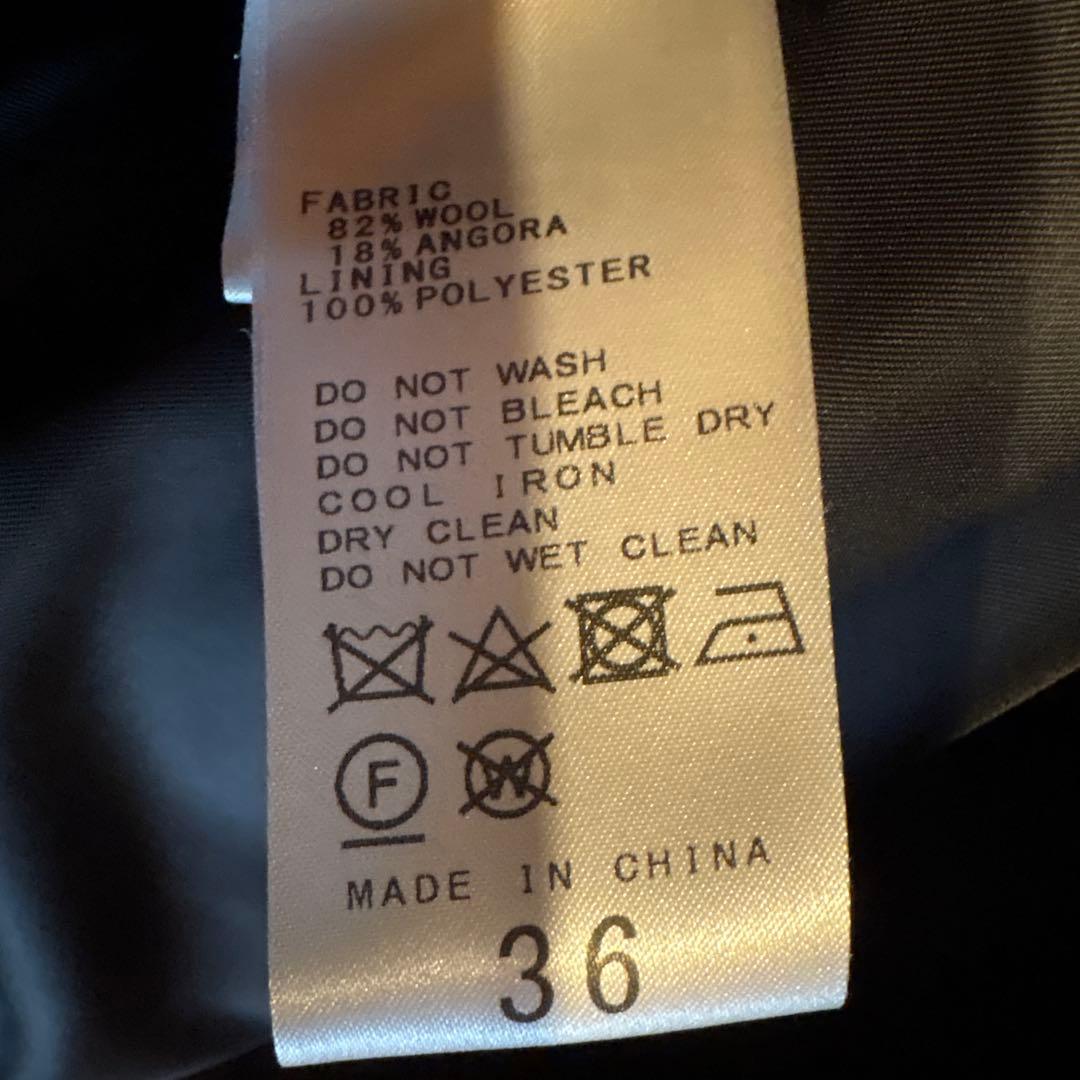 FABRIC
82% WOOL
18% ANGORA
LINING
100% POLYESTER
DO NOT WASH
DO NOT BLEACH
DO NOT TUMBLE DRY
COOL IRON
DRY CLEAN
DO NOT WET CLEAN
F W
MADE IN CHINA
36